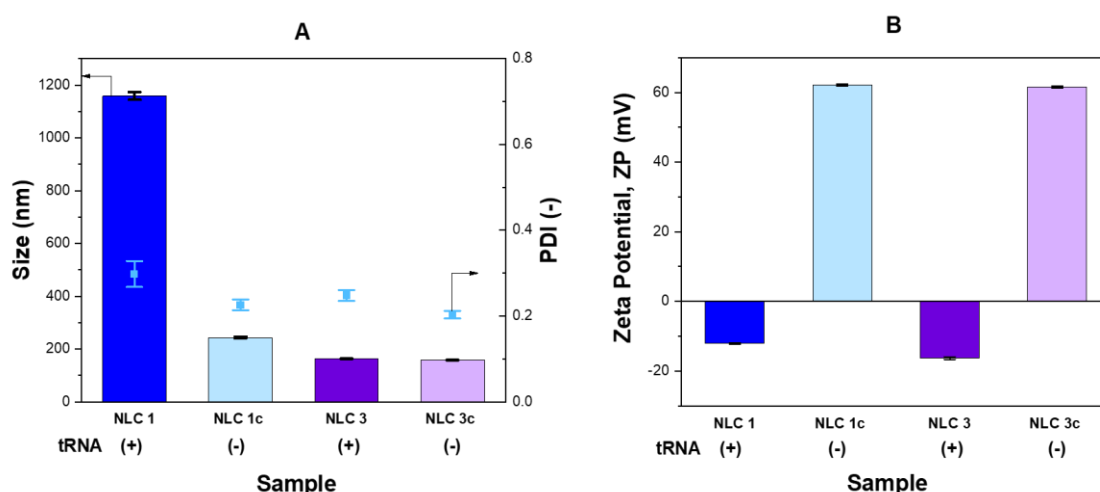 A
Size (nm)
1200
1000
800
600
400
200
0
0.8
0.6
0.4
0.2
0.0
PDI (-)
NLC 1 NLC 1c NLC 3 NLC 3c
tRNA (+) (-) (+) (-)
Sample
B
Zeta Potential, ZP (mV)
60
40
20
0
-20
NLC 1 NLC 1c NLC 3 NLC 3c
(+) (-) (+) (-)
Sample